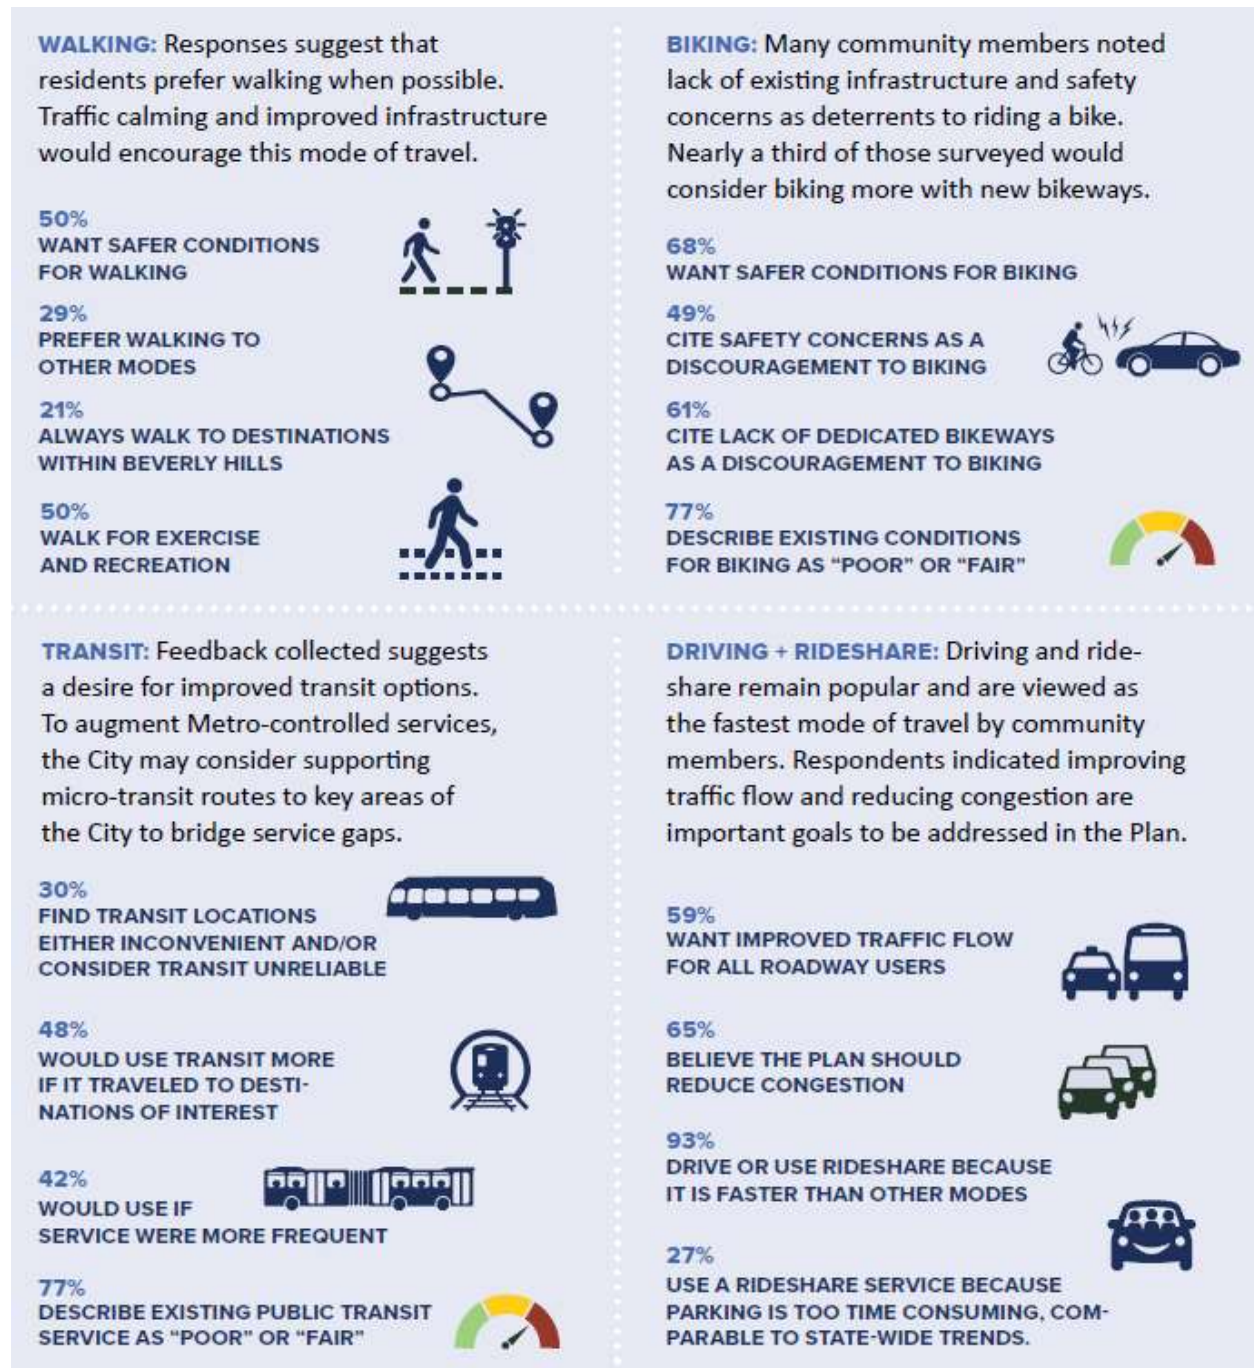 WALKING: Responses suggest that
residents prefer walking when possible.
Traffic calming and improved infrastructure
would encourage this mode of travel.
50%
WANT SAFER CONDITIONS
FOR WALKING
29%
PREFER WALKING TO
OTHER MODES
21%
ALWAYS WALK TO DESTINATIONS
WITHIN BEVERLY HILLS
50%
WALK FOR EXERCISE
AND RECREATION
BIKING: Many community members noted
lack of existing infrastructure and safety
concerns as deterrents to riding a bike.
Nearly a third of those surveyed would
consider biking more with new bikeways.
68%
WANT SAFER CONDITIONS FOR BIKING
49%
CITE SAFETY CONCERNS AS A
DISCOURAGEMENT TO BIKING
61%
CITE LACK OF DEDICATED BIKEWAYS
AS A DISCOURAGEMENT TO BIKING
77%
DESCRIBE EXISTING CONDITIONS
FOR BIKING AS “POOR” OR “FAIR”
TRANSIT: Feedback collected suggests
a desire for improved transit options.
To augment Metro-controlled services,
the City may consider supporting
micro-transit routes to key areas of
the City to bridge service gaps.
30%
FIND TRANSIT LOCATIONS
EITHER INCONVENIENT AND/OR
CONSIDER TRANSIT UNRELIABLE
48%
WOULD USE TRANSIT MORE
IF IT TRAVELED TO DESTI-
NATIONS OF INTEREST
42%
WOULD USE IF
SERVICE WERE MORE FREQUENT
77%
DESCRIBE EXISTING PUBLIC TRANSIT
SERVICE AS “POOR” OR “FAIR”
DRIVING + RIDESHARE: Driving and ride-
share remain popular and are viewed as
the fastest mode of travel by community
members. Respondents indicated improving
traffic flow and reducing congestion are
important goals to be addressed in the Plan.
59%
WANT IMPROVED TRAFFIC FLOW
FOR ALL ROADWAY USERS
65%
BELIEVE THE PLAN SHOULD
REDUCE CONGESTION
93%
DRIVE OR USE RIDESHARE BECAUSE
IT IS FASTER THAN OTHER MODES
27%
USE A RIDESHARE SERVICE BECAUSE
PARKING IS TOO TIME CONSUMING, COM-
PARABLE TO STATE-WIDE TRENDS.